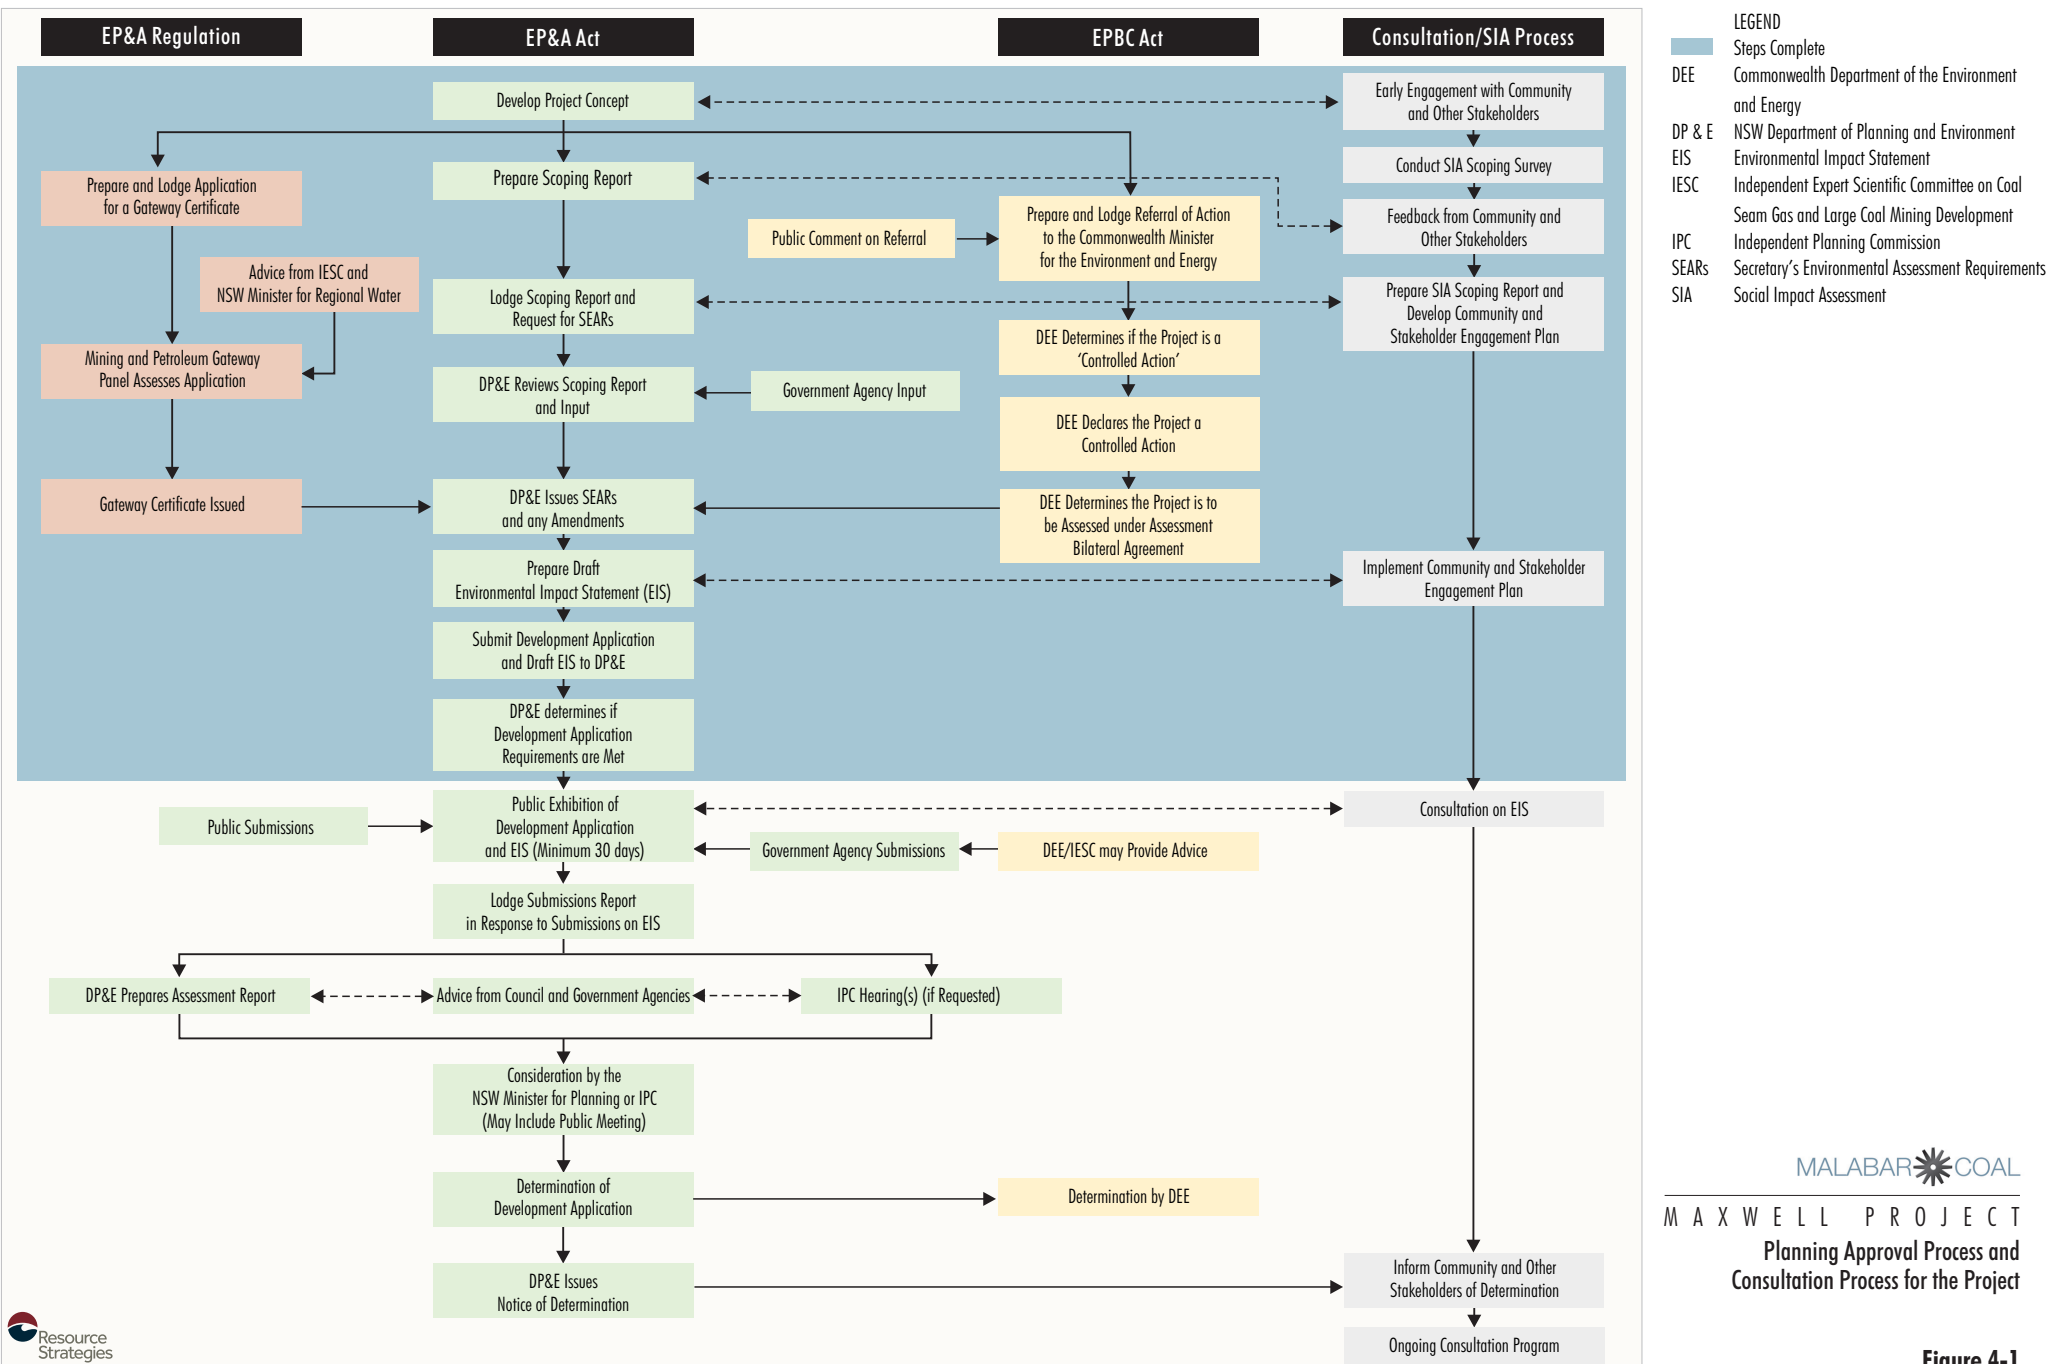 EP&A Regulation
EP&A Act
EPBC Act
Consultation/SIA Process
Develop Project Concept
Early Engagement with Community
and Other Stakeholders
Conduct SIA Scoping Survey
Prepare and Lodge Application
for a Gateway Certificate
Prepare Scoping Report
Public Comment on Referral
Prepare and Lodge Referral of Action
to the Commonwealth Minister
for the Environment and Energy
Feedback from Community and
Other Stakeholders
Advice from IESC and
NSW Minister for Regional Water
Lodge Scoping Report and
Request for SEARs
Prepare SIA Scoping Report and
Develop Community and
Stakeholder Engagement Plan
DEE Determines if the Project is a
‘Controlled Action’
Mining and Petroleum Gateway
Panel Assesses Application
DP&E Reviews Scoping Report
and Input
Government Agency Input
DEE Declares the Project a
Controlled Action
Gateway Certificate Issued
DP&E Issues SEARs
and any Amendments
DEE Determines the Project is to
be Assessed under Assessment
Bilateral Agreement
Prepare Draft
Environmental Impact Statement (EIS)
Implement Community and Stakeholder
Engagement Plan
Submit Development Application
and Draft EIS to DP&E
DP&E determines if
Development Application
Requirements are Met
Public Submissions
Public Exhibition of
Development Application
and EIS (Minimum 30 days)
Consultation on EIS
Government Agency Submissions
DEE/IESC may Provide Advice
Lodge Submissions Report
in Response to Submissions on EIS
DP&E Prepares Assessment Report
Advice from Council and Government Agencies
IPC Hearing(s) (if Requested)
Consideration by the
NSW Minister for Planning or IPC
(May Include Public Meeting)
Determination of
Development Application
Determination by DEE
DP&E Issues
Notice of Determination
Inform Community and Other
Stakeholders of Determination
Ongoing Consultation Program
Resource
Strategies
LEGEND
Steps Complete
DEE Commonwealth Department of the Environment
and Energy
DP & E NSW Department of Planning and Environment
EIS Environmental Impact Statement
IESC Independent Expert Scientific Committee on Coal
Seam Gas and Large Coal Mining Development
IPC Independent Planning Commission
SEARs Secretary’s Environmental Assessment Requirements
SIA Social Impact Assessment
MALABAR COAL
MAXWELL PROJECT
Planning Approval Process and
Consultation Process for the Project
Figure 4-1